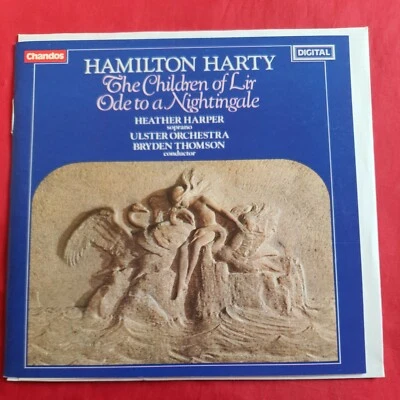 Chandos
DIGITAL
HAMILTON HARTY
The Children of Lir
Ode to a Nightingale
HEATHER HARPER
soprano
ULSTER ORCHESTRA
BRYDEN THOMSON
conductor